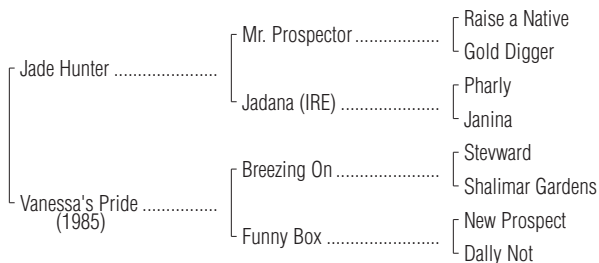 Raise a Native
Mr. Prospector ..................
Gold Digger
Jade Hunter ......................
Pharly
Jadana (IRE) .....................
Janina
Stevward
Breezing On ......................
Shalimar Gardens
Vanessa's Pride ................
(1985)
New Prospect
Funny Box ........................
Dally Not